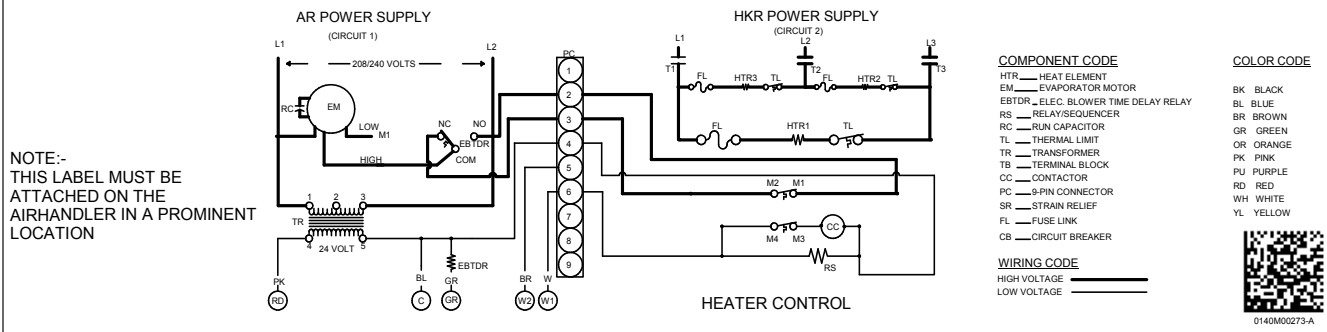 NOTE:-
THIS LABEL MUST BE
ATTACHED ON THE
AIRHANDLER IN A PROMINENT
LOCATION
AR POWER SUPPLY
(CIRCUIT 1)
L1
L2
208/240 VOLTS
RC
EM
LOW
M1
HIGH
NC
NO
EBTDR
COM
1
2
3
TR
4
24 VOLT
5
EBTDR
PK
RD
BL
C
GR
GR
BR
W2
W
W1
PC
1
2
3
4
5
6
7
8
9
HKR POWER SUPPLY
(CIRCUIT 2)
L1
L2
L3
T1
T2
T3
FL
HTR3
TL
FL
HTR2
TL
FL
HTR1
TL
M2
M1
M4
M3
CC
RS
HEATER CONTROL
COMPONENT CODE
HTR HEAT ELEMENT
EM EVAPORATOR MOTOR
EBTDR ELEC. BLOWER TIME DELAY RELAY
RS RELAY/SEQUENCER
RC RUN CAPACITOR
TL THERMAL LIMIT
TR TRANSFORMER
TB TERMINAL BLOCK
CC CONTACTOR
PC 9-PIN CONNECTOR
SR STRAIN RELIEF
FL FUSE LINK
CB CIRCUIT BREAKER
WIRING CODE
HIGH VOLTAGE
LOW VOLTAGE
COLOR CODE
BK BLACK
BL BLUE
BR BROWN
GR GREEN
OR ORANGE
PK PINK
PU PURPLE
RD RED
WH WHITE
YL YELLOW
0140M00273-A